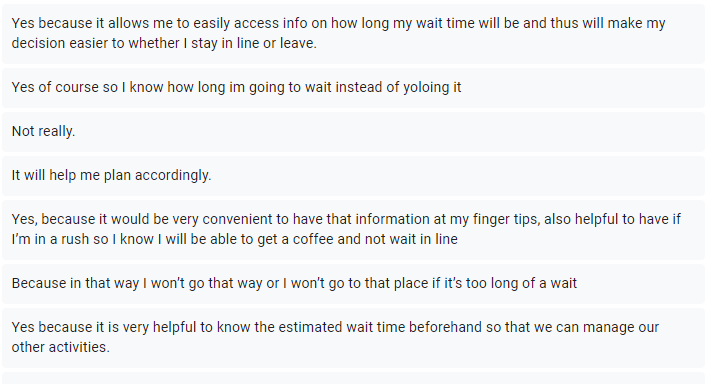 Yes because it allows me to easily access info on how long my wait time will be and thus will make my
decision easier to whether I stay in line or leave.
Yes of course so I know how long im going to wait instead of yoloing it
Not really.
It will help me plan accordingly.
Yes, because it would be very convenient to have that information at my finger tips, also helpful to have if
I’m in a rush so I know I will be able to get a coffee and not wait in line
Because in that way I won’t go that way or I won’t go to that place if it’s too long of a wait
Yes because it is very helpful to know the estimated wait time beforehand so that we can manage our
other activities.